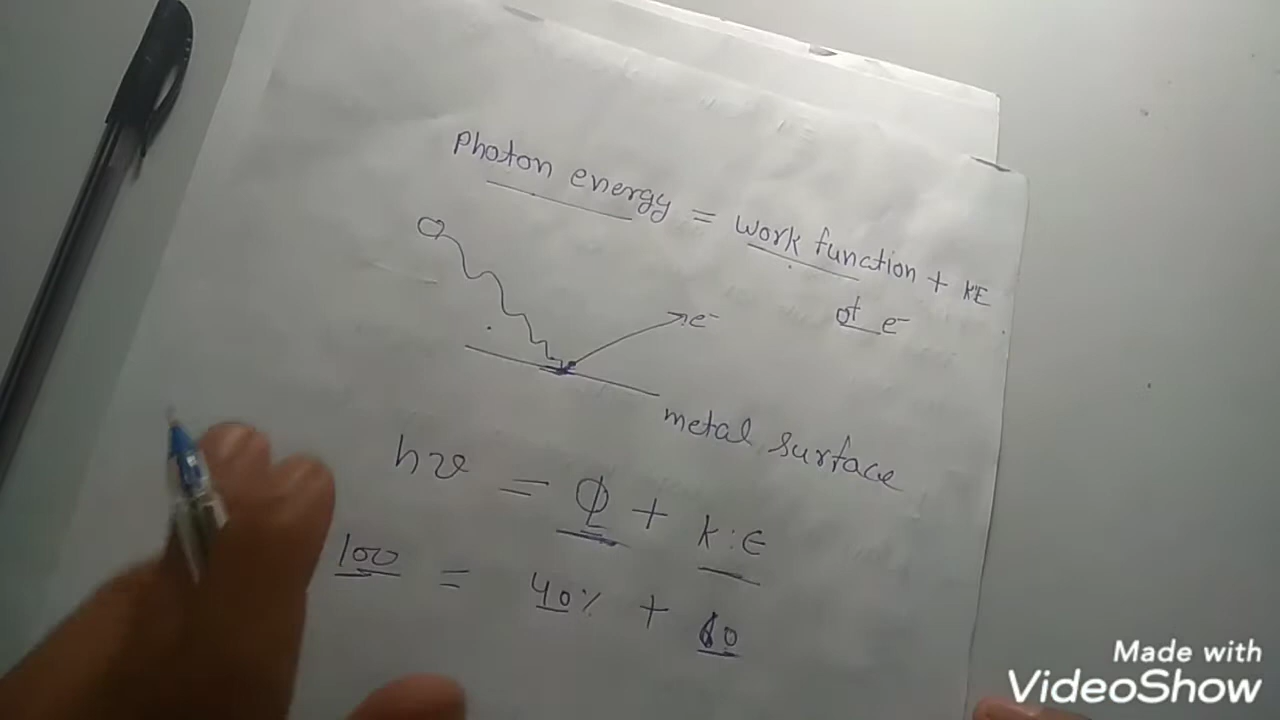 Photon energy = work function + KE
of e⁻
e⁻
metal surface
hν = ϕ + k:E
100 = 40% + 60
Made with
VideoShow